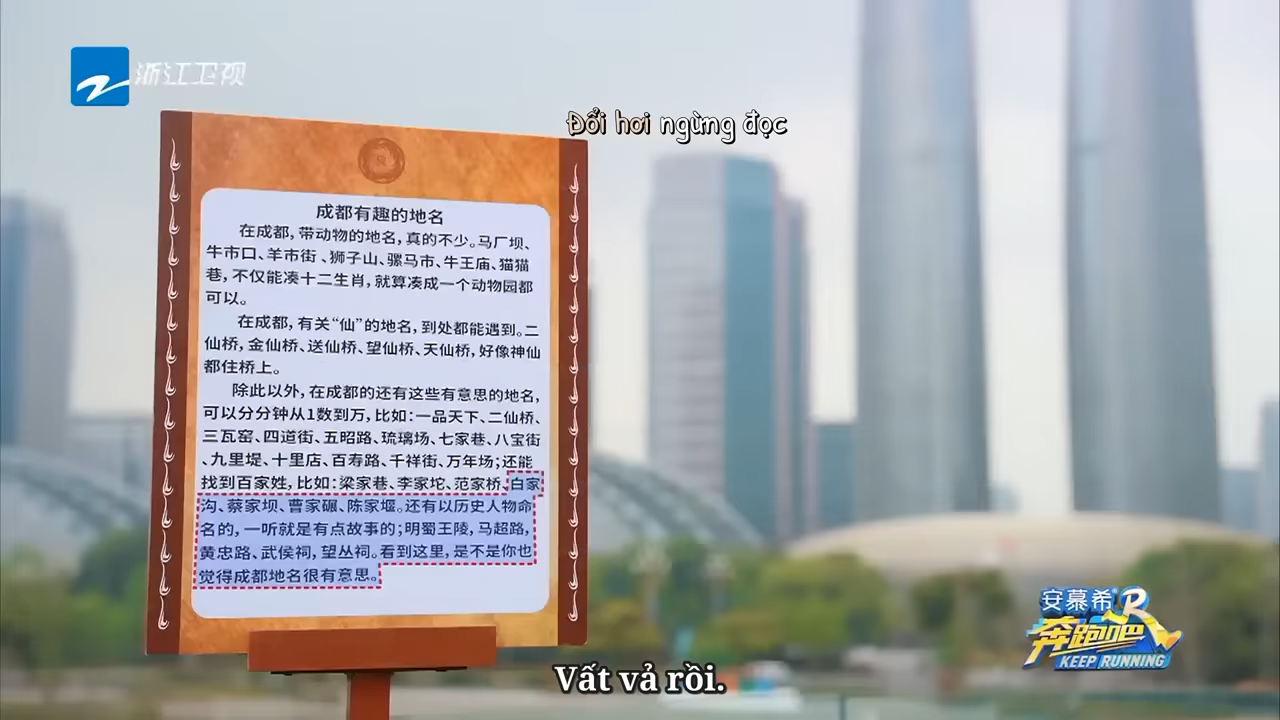 浙江卫视
Đổi hơi ngừng đọc
成都有趣的地名
在成都，带动物的地名，真的不少。马厂坝、
牛市口、羊市街、狮子山、骡马市、牛王庙、猫猫
巷，不仅能凑十二生肖，就算凑成一个动物园都
可以。
在成都，有关“仙”的地名，到处都能遇到。二
仙桥，金仙桥、送仙桥、望仙桥、天仙桥，好像神仙
都住桥上。
除此以外，在成都的还有这些有意思的地名，
可以分分钟从1数到万，比如：一品天下、二仙桥、
三瓦窑、四道街、五昭路、琉璃场、七家巷、八宝街
、九里堤、十里店、百寿路、千祥街、万年场；还能
找到百家姓，比如：梁家巷、李家坨、范家桥、白家
沟、蔡家坝、曹家碾、陈家堰。还有以历史人物命
名的，一听就是有点故事的；明蜀王陵，马超路，
黄忠路、武侯祠，望丛祠。看到这里，是不是你也
觉得成都地名很有意思。
安慕希
奔跑吧
KEEP RUNNING
Vất vả rồi.